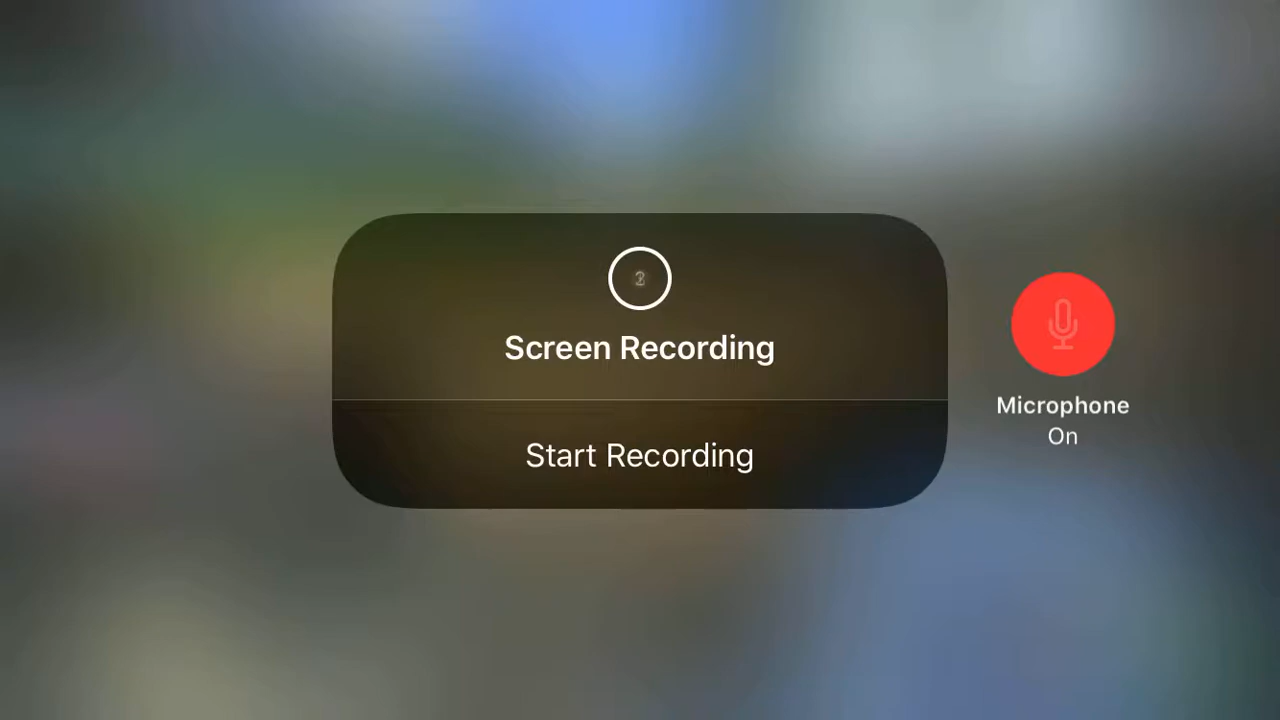 Screen Recording
Start Recording
Microphone
On